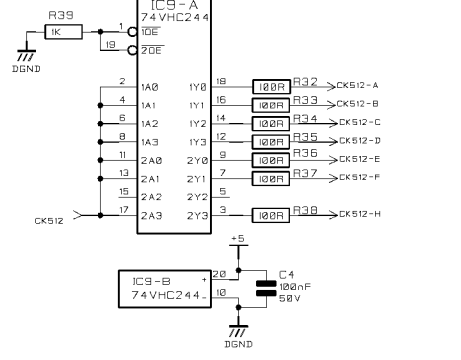 IC9-A
74VHC244
R39
1K
DGND
1 1OE
19 2OE
2 1A0 1Y0 18 100R R32 CK512-A
4 1A1 1Y1 16 100R R33 CK512-B
6 1A2 1Y2 14 100R R34 CK512-C
8 1A3 1Y3 12 100R R35 CK512-D
11 2A0 2Y0 9 100R R36 CK512-E
13 2A1 2Y1 7 100R R37 CK512-F
15 2A2 2Y2 5
CK512 17 2A3 2Y3 3 100R R38 CK512-H
+5
IC9-B + 20
74VHC244 - 10
C4
100nF
50V
DGND